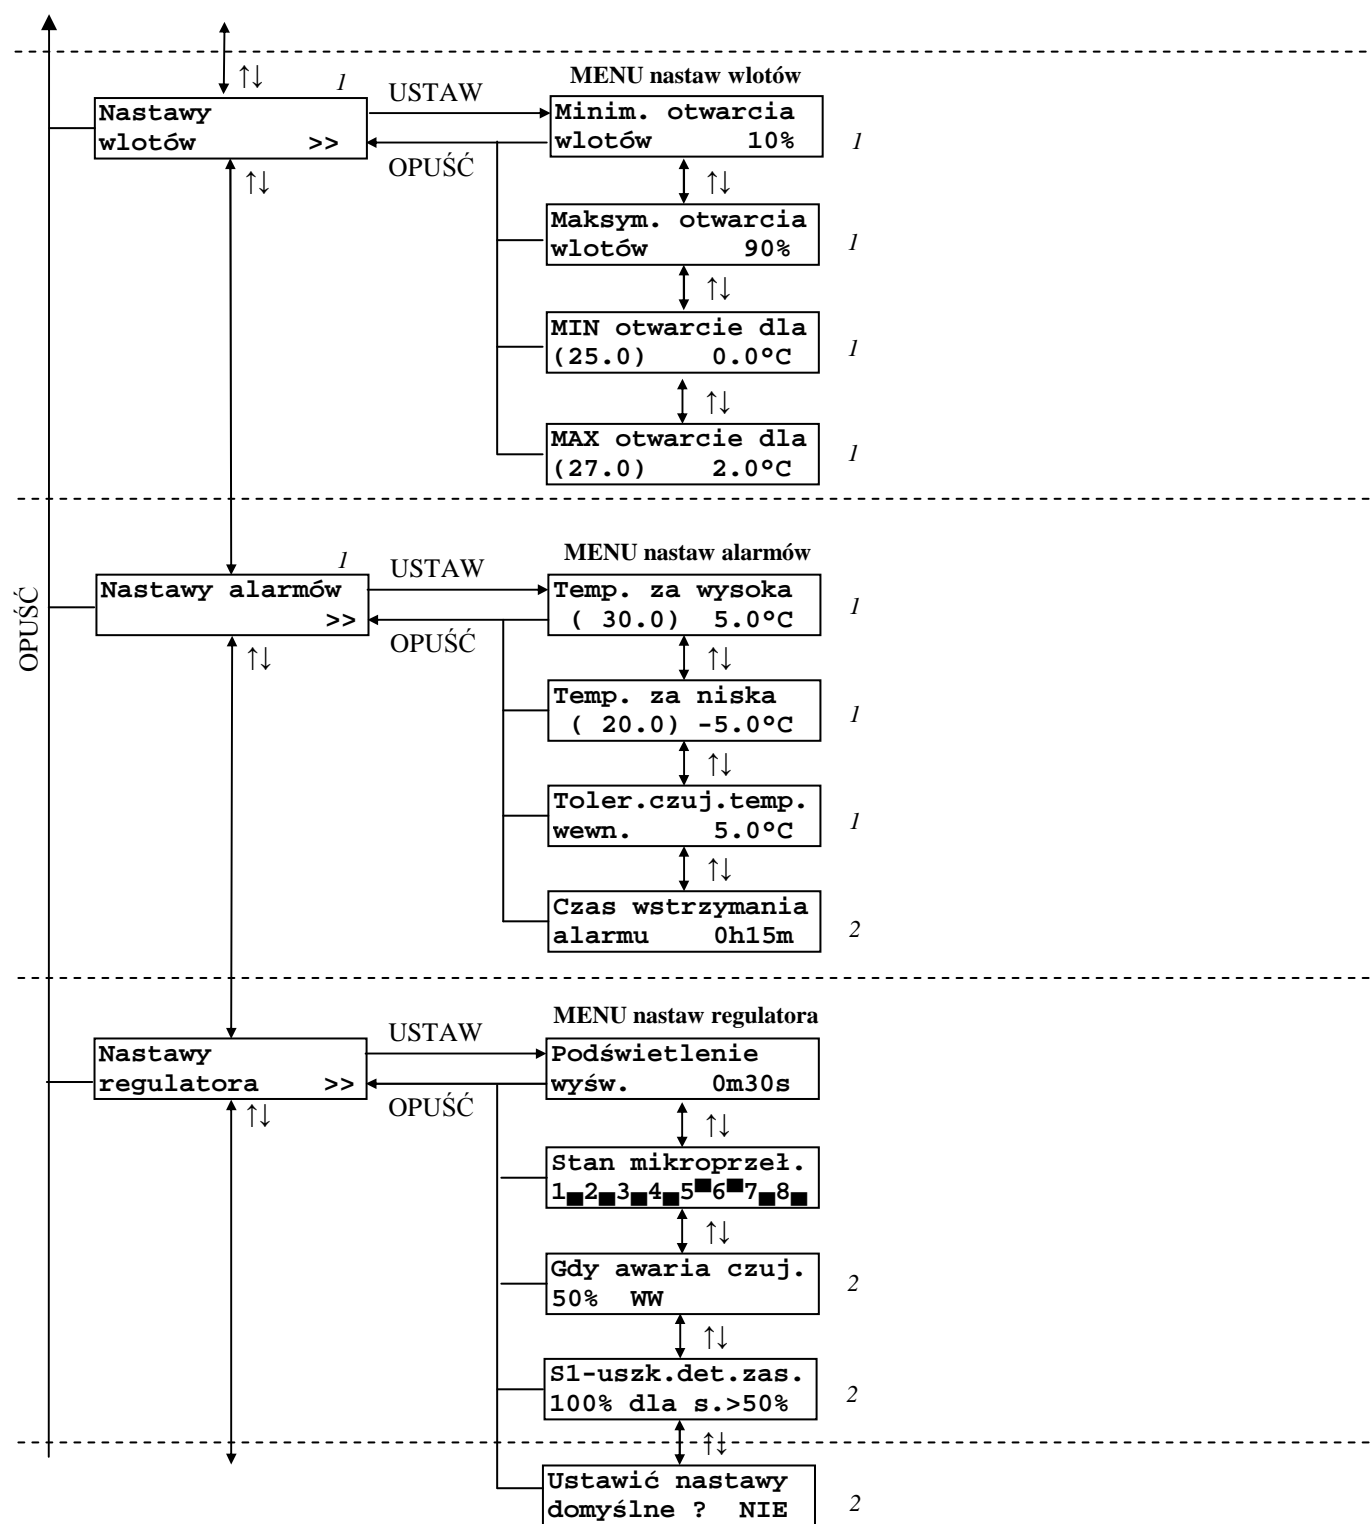 ↑↓
MENU nastaw wlotów
1
USTAW
Nastawy
wlotów >>
Minim. otwarcia
wlotów 10%
1
OPUŚĆ
↑↓
↑↓
Maksym. otwarcia
wlotów 90%
1
↑↓
MIN otwarcie dla
(25.0) 0.0°C
1
↑↓
MAX otwarcie dla
(27.0) 2.0°C
1
MENU nastaw alarmów
1
USTAW
Nastawy alarmów
>>
Temp. za wysoka
( 30.0) 5.0°C
1
OPUŚĆ
OPUŚĆ
↑↓
↑↓
Temp. za niska
( 20.0) -5.0°C
1
↑↓
Toler.czuj.temp.
wewn. 5.0°C
1
↑↓
Czas wstrzymania
alarmu 0h15m
2
MENU nastaw regulatora
USTAW
Nastawy
regulatora >>
Podświetlenie
wyśw. 0m30s
OPUŚĆ
↑↓
↑↓
Stan mikroprzeł.
1▄2▄3▄4▄5▀6▀7▄8▄
↑↓
Gdy awaria czuj.
50% WW
2
↑↓
S1-uszk.det.zas.
100% dla s.>50%
2
↑↓
Ustawić nastawy
domyślne ? NIE
2